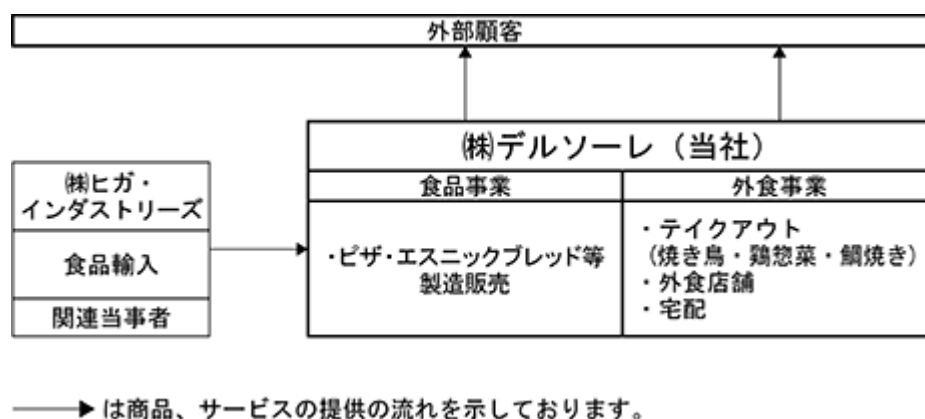 外部顧客
㈱デルソーレ（当社）
食品事業
外食事業
㈱ヒガ・
インダストリーズ
食品輸入
関連当事者
・ピザ・エスニックブレッド等
製造販売
・テイクアウト
（焼き鳥・鶏惣菜・鯛焼き）
・外食店舗
・宅配
は商品、サービスの提供の流れを示しております。